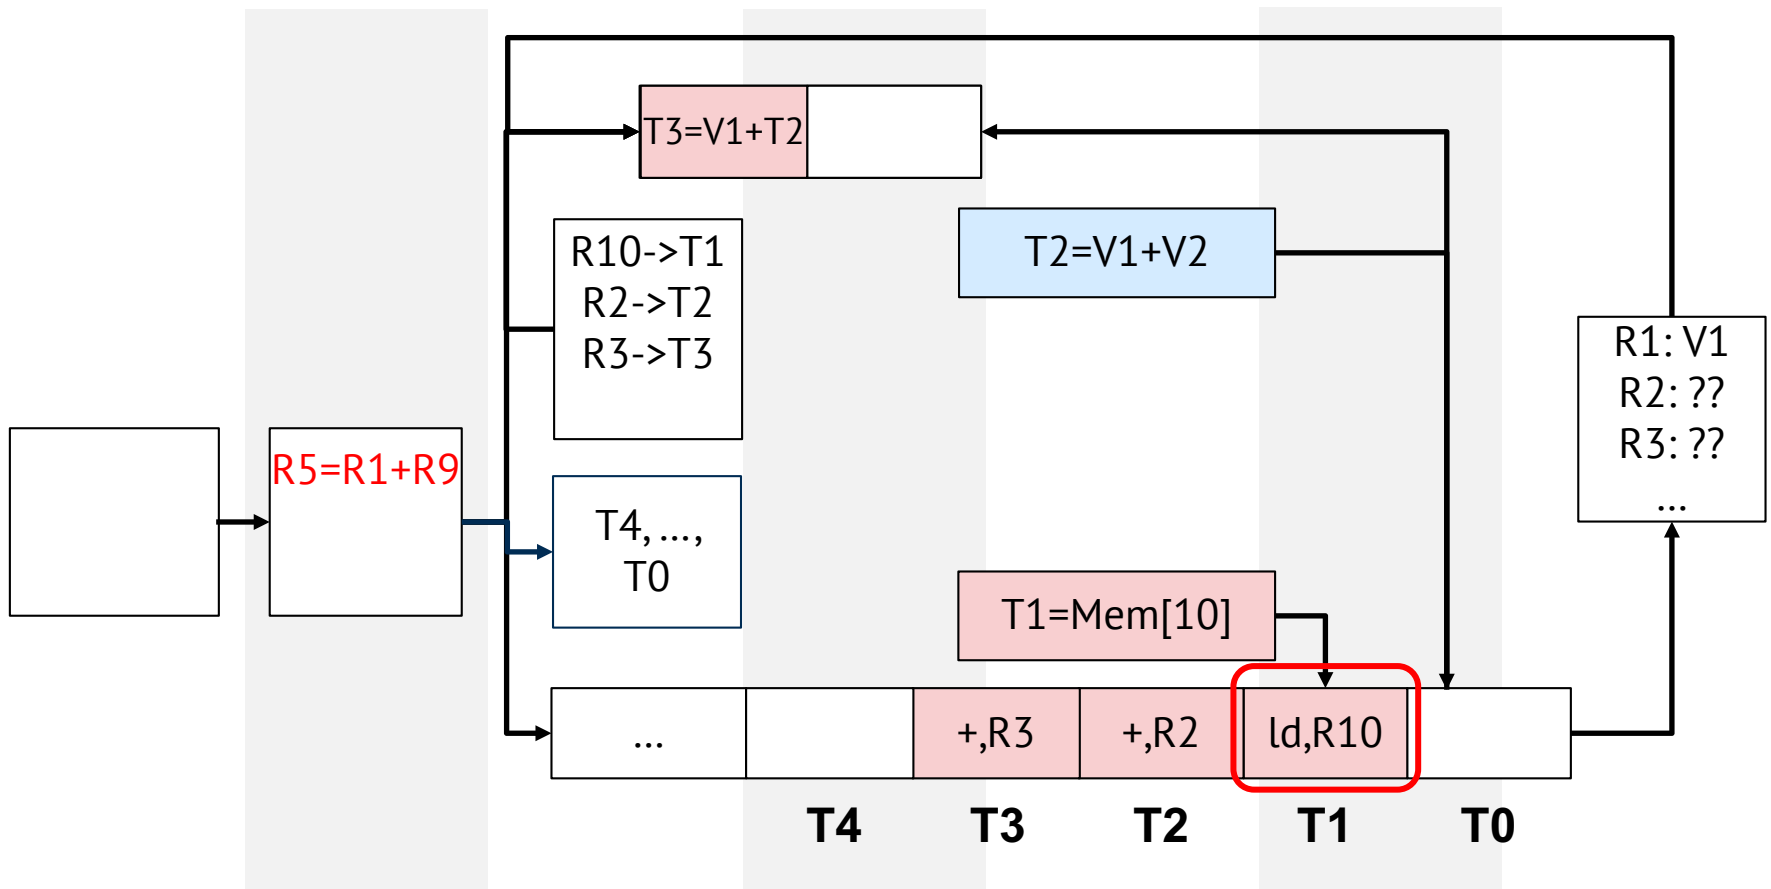 T3=V1+T2
R10->T1
R2->T2
R3->T3
T2=V1+V2
R1: V1
R2: ??
R3: ??
...
R5=R1+R9
T4, ...,
T0
T1=Mem[10]
...
+,R3
+,R2
ld,R10
T4
T3
T2
T1
T0